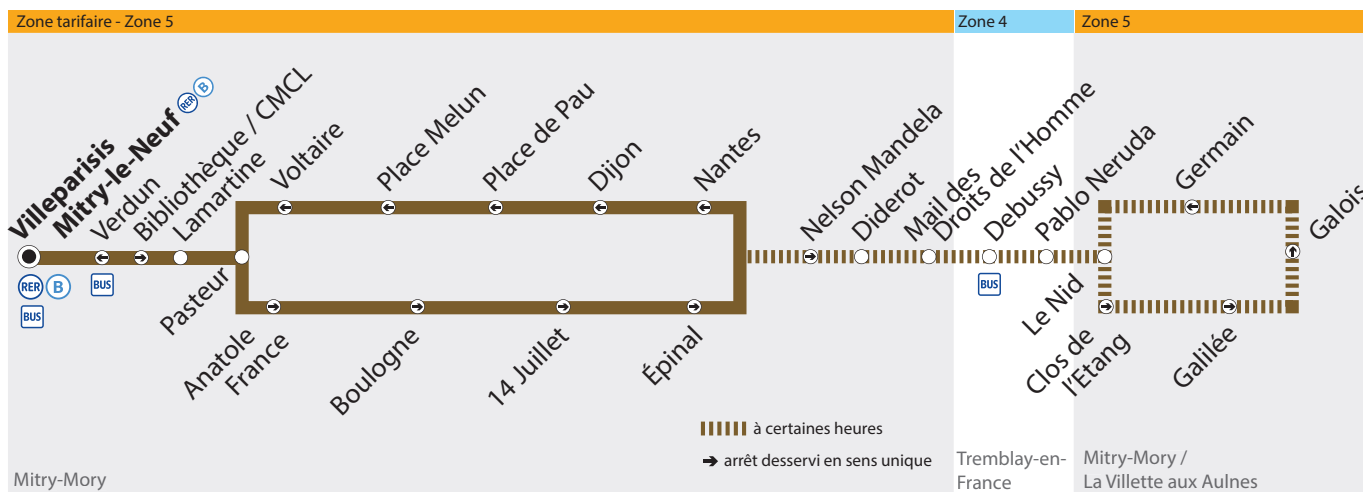 Zone tarifaire - Zone 5
Zone 4
Zone 5
Villeparisis
Mitry-le-Neuf
RER B
Verdun
Bibliothèque / CMCL
Lamartine
Voltaire
Place Melun
Place de Pau
Dijon
Nantes
Nelson Mandela
Diderot
Mail des
Droits de l'Homme
Debussy
Pablo Neruda
Germain
Galois
RER B
BUS
BUS
BUS
Pasteur
Anatole
France
Boulogne
14 Juillet
Épinal
Le Nid
Clos de
l'Etang
Galilée
à certaines heures
arrêt desservi en sens unique
Mitry-Mory
Tremblay-en-
France
Mitry-Mory /
La Villette aux Aulnes